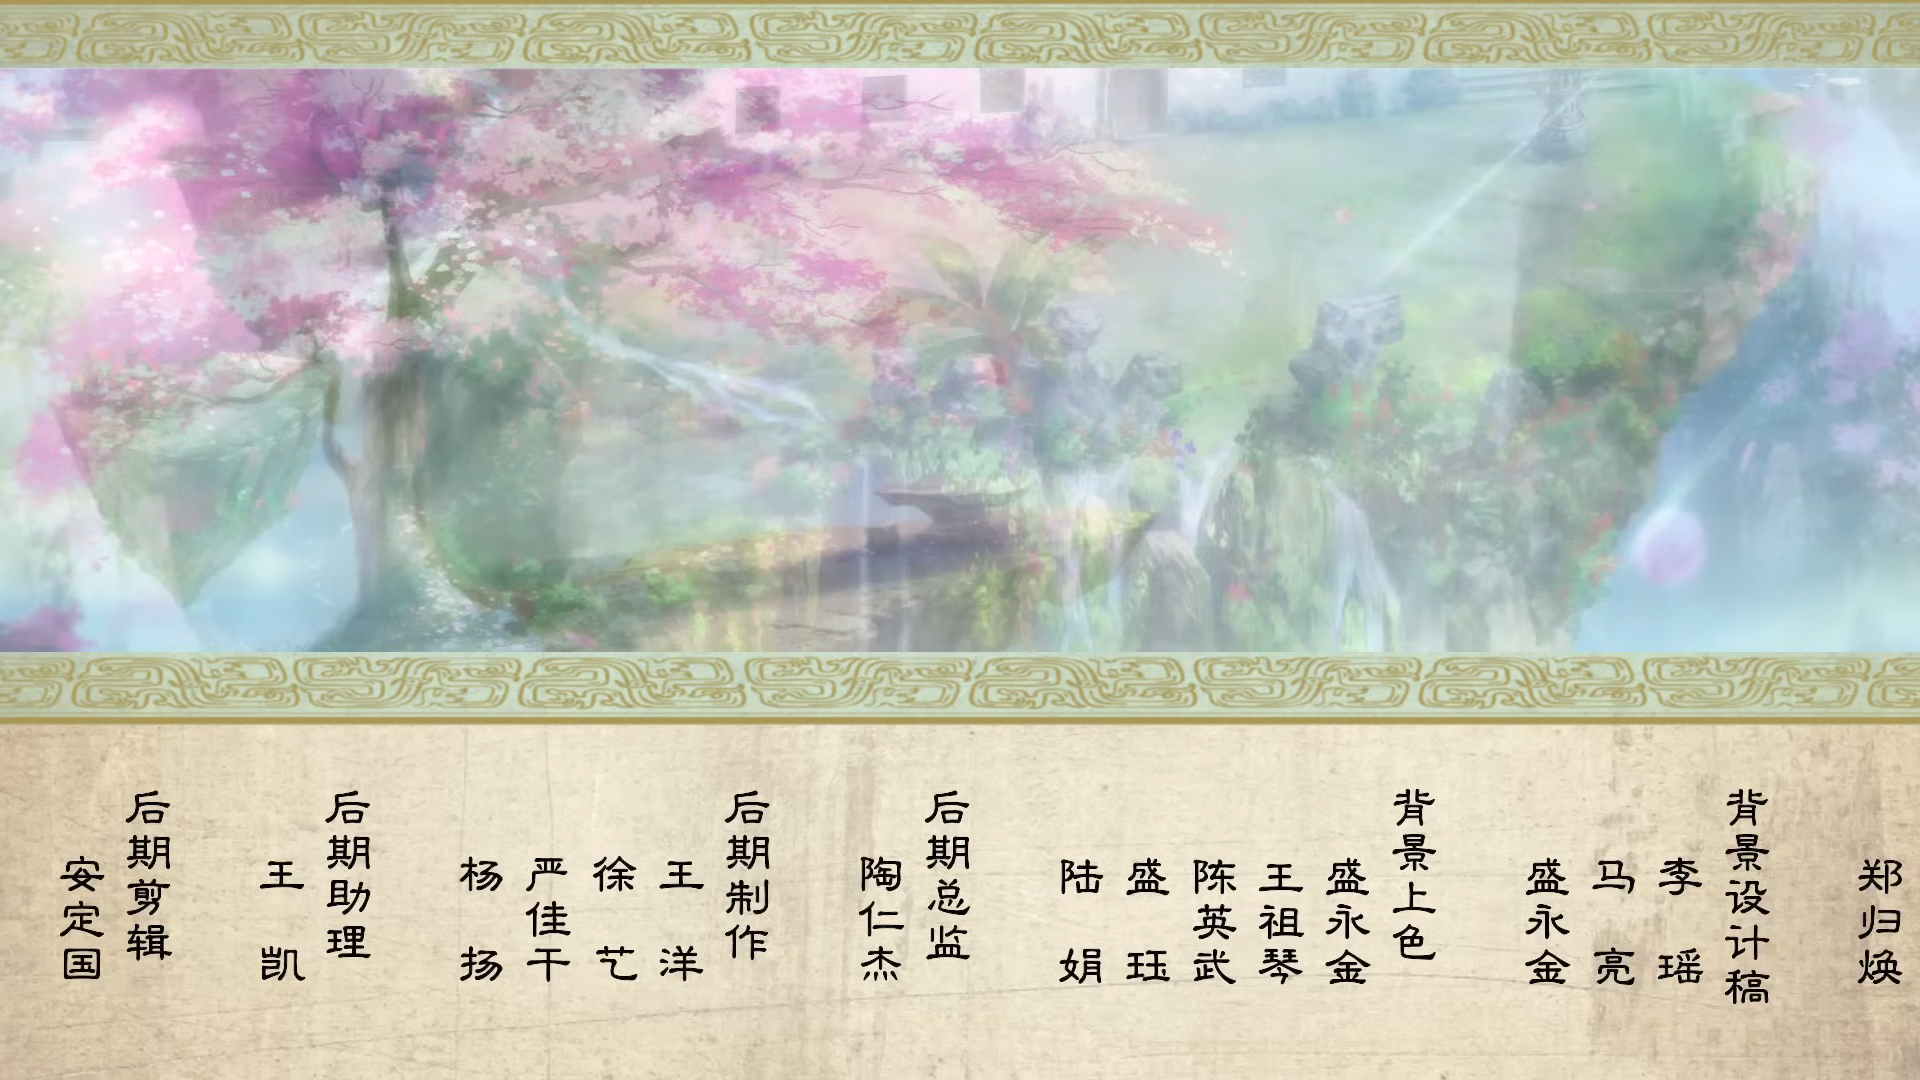 郑归焕
背景设计稿
李瑶
马亮
盛永金
背景上色
盛永金
王祖琴
陈英武
盛珏
陆娟
后期总监
陶仁杰
后期制作
王洋
徐艺
严佳干
杨扬
后期助理
王凯
后期剪辑
安定国